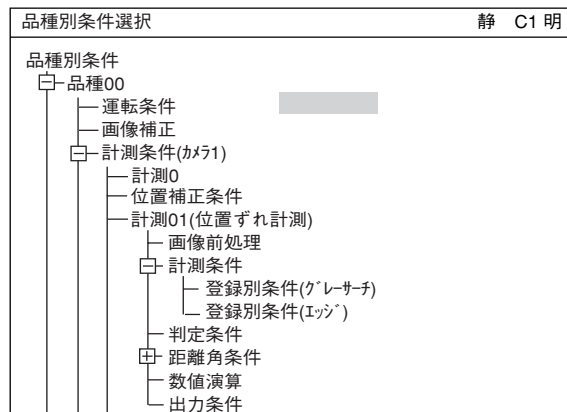 品種別条件選択 静 C1 明
品種別条件
品種00
運転条件
画像補正
計測条件(ｶﾒﾗ1)
計測0
位置補正条件
計測01(位置ずれ計測)
画像前処理
計測条件
登録別条件(ｸﾞﾚｰｻｰﾁ)
登録別条件(ｴｯｼﾞ)
判定条件
距離角条件
数値演算
出力条件